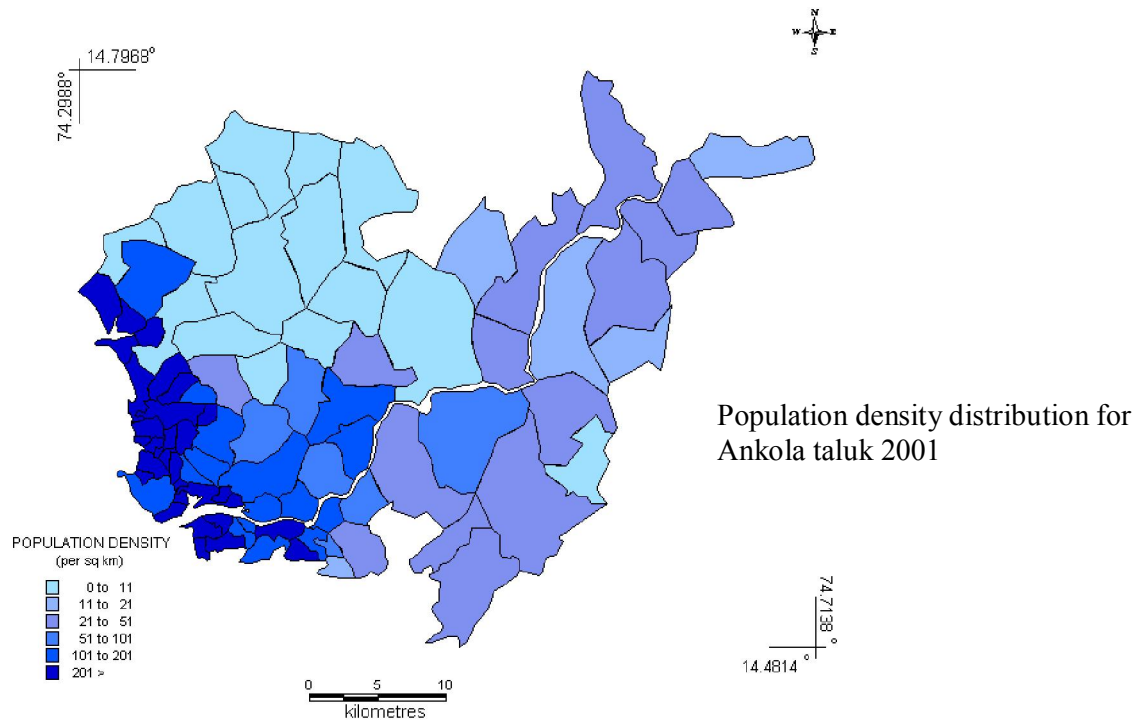 N
W E
S
14.7968°
74.2988°
Population density distribution for
Ankola taluk 2001
POPULATION DENSITY
(per sq km)
0 to 11
11 to 21
21 to 51
51 to 101
101 to 201
201 >
74.7138 °
14.4814 °
0 5 10
kilometres